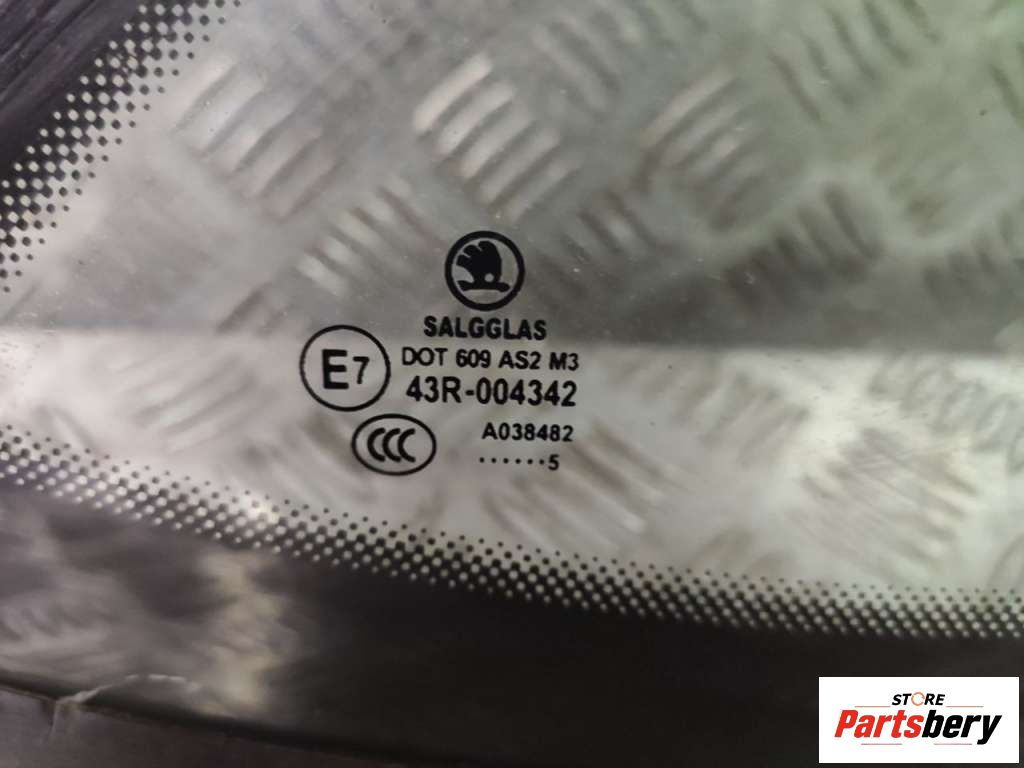 SALGGLAS
E7
DOT 609 AS2 M3
43R-004342
CCC
A038482
......5
STORE
Partsbery